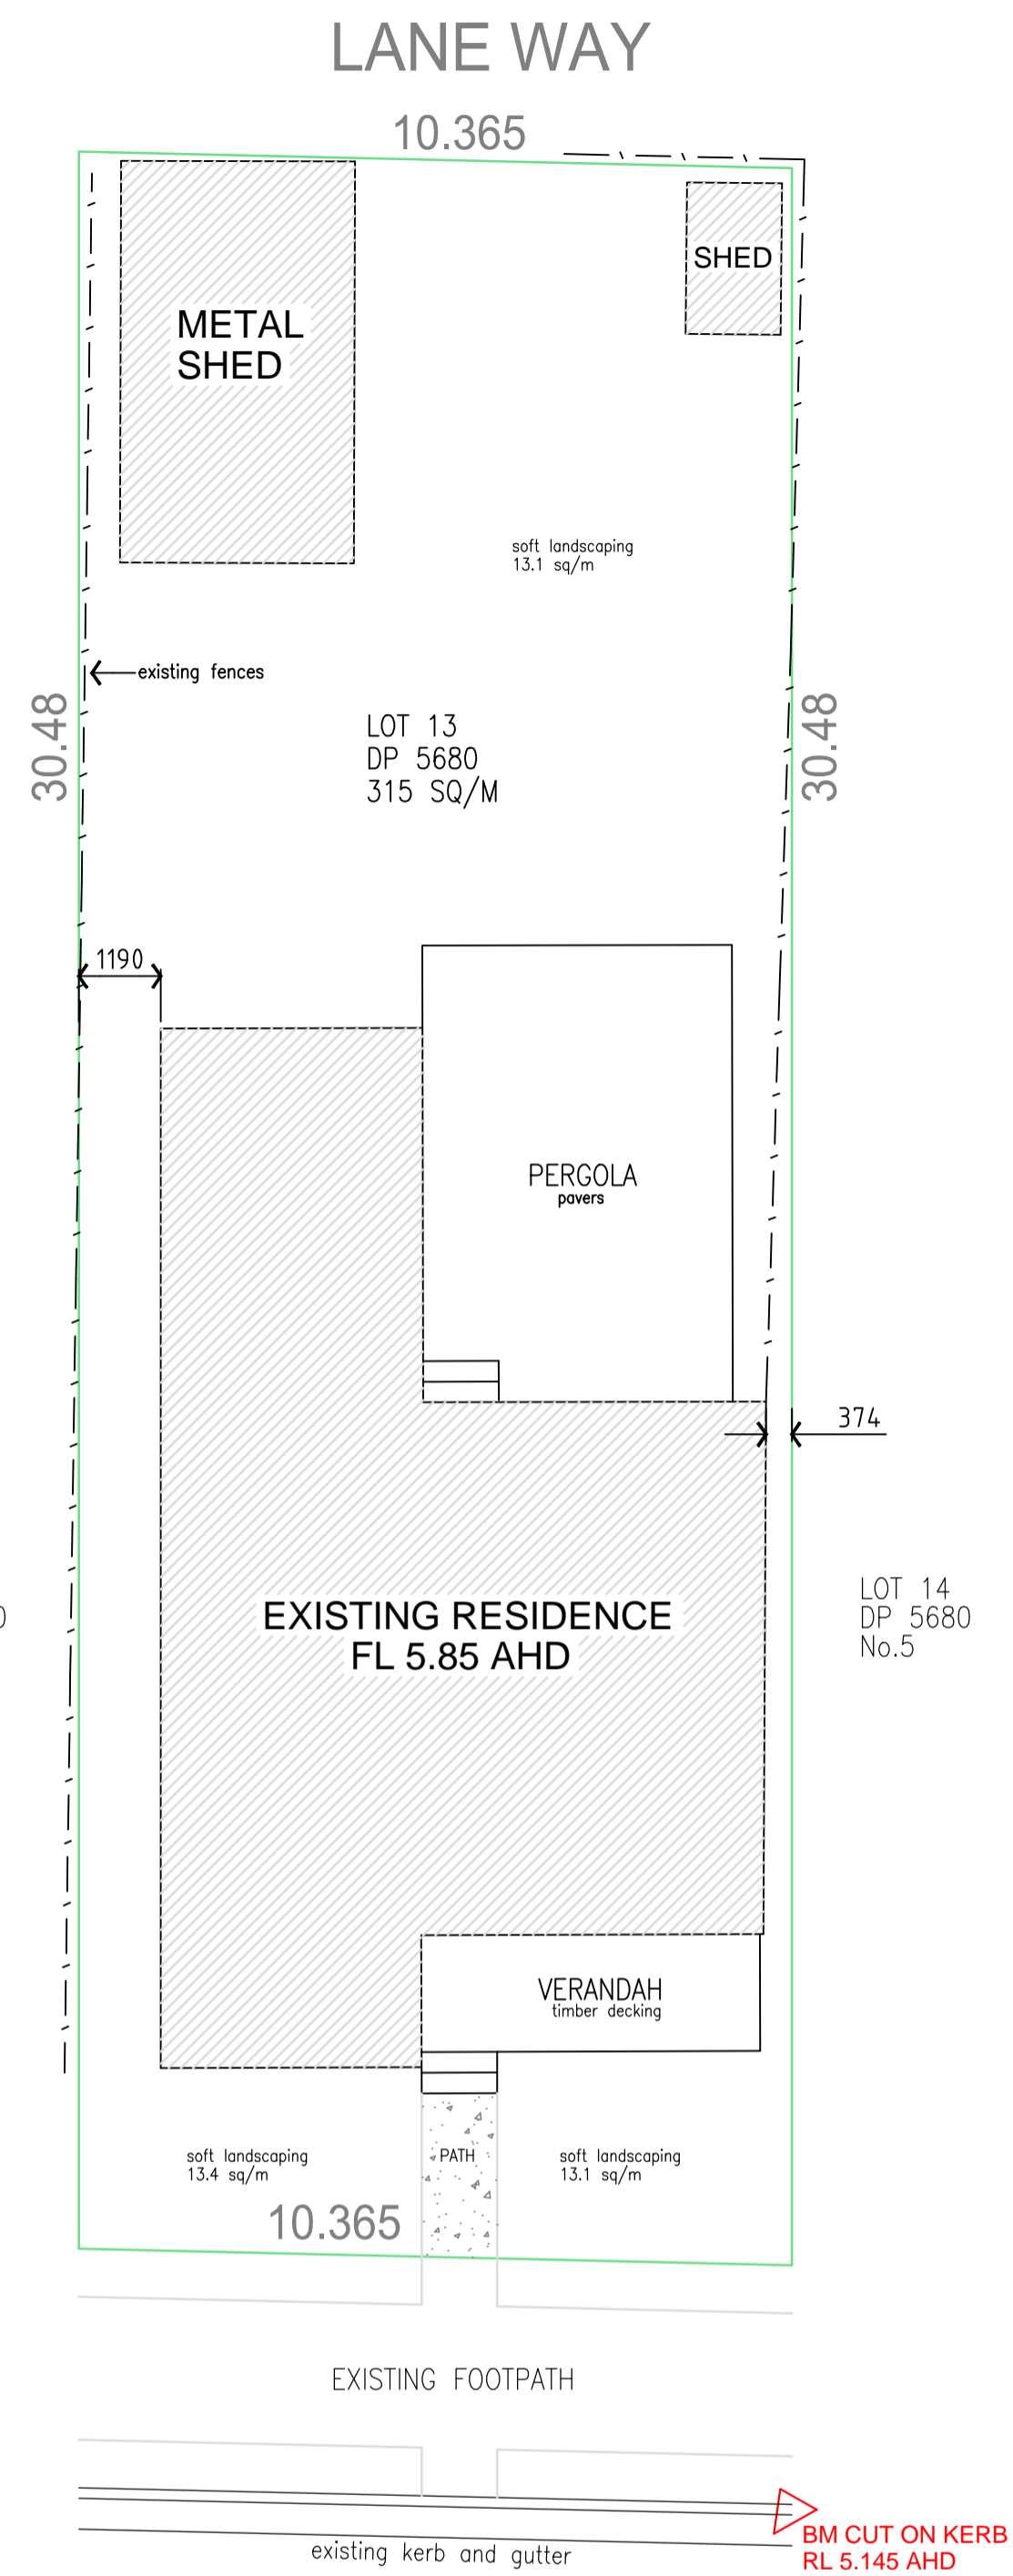 LANE WAY
10.365
SHED
METAL
SHED
soft landscaping
13.1 sq/m
existing fences
30.48
30.48
LOT 13
DP 5680
315 SQ/M
1190
PERGOLA
pavers
374
EXISTING RESIDENCE
FL 5.85 AHD
LOT 14
DP 5680
No.5
0
VERANDAH
timber decking
soft landscaping
13.4 sq/m
PATH
soft landscaping
13.1 sq/m
10.365
EXISTING FOOTPATH
existing kerb and gutter
BM CUT ON KERB
RL 5.145 AHD